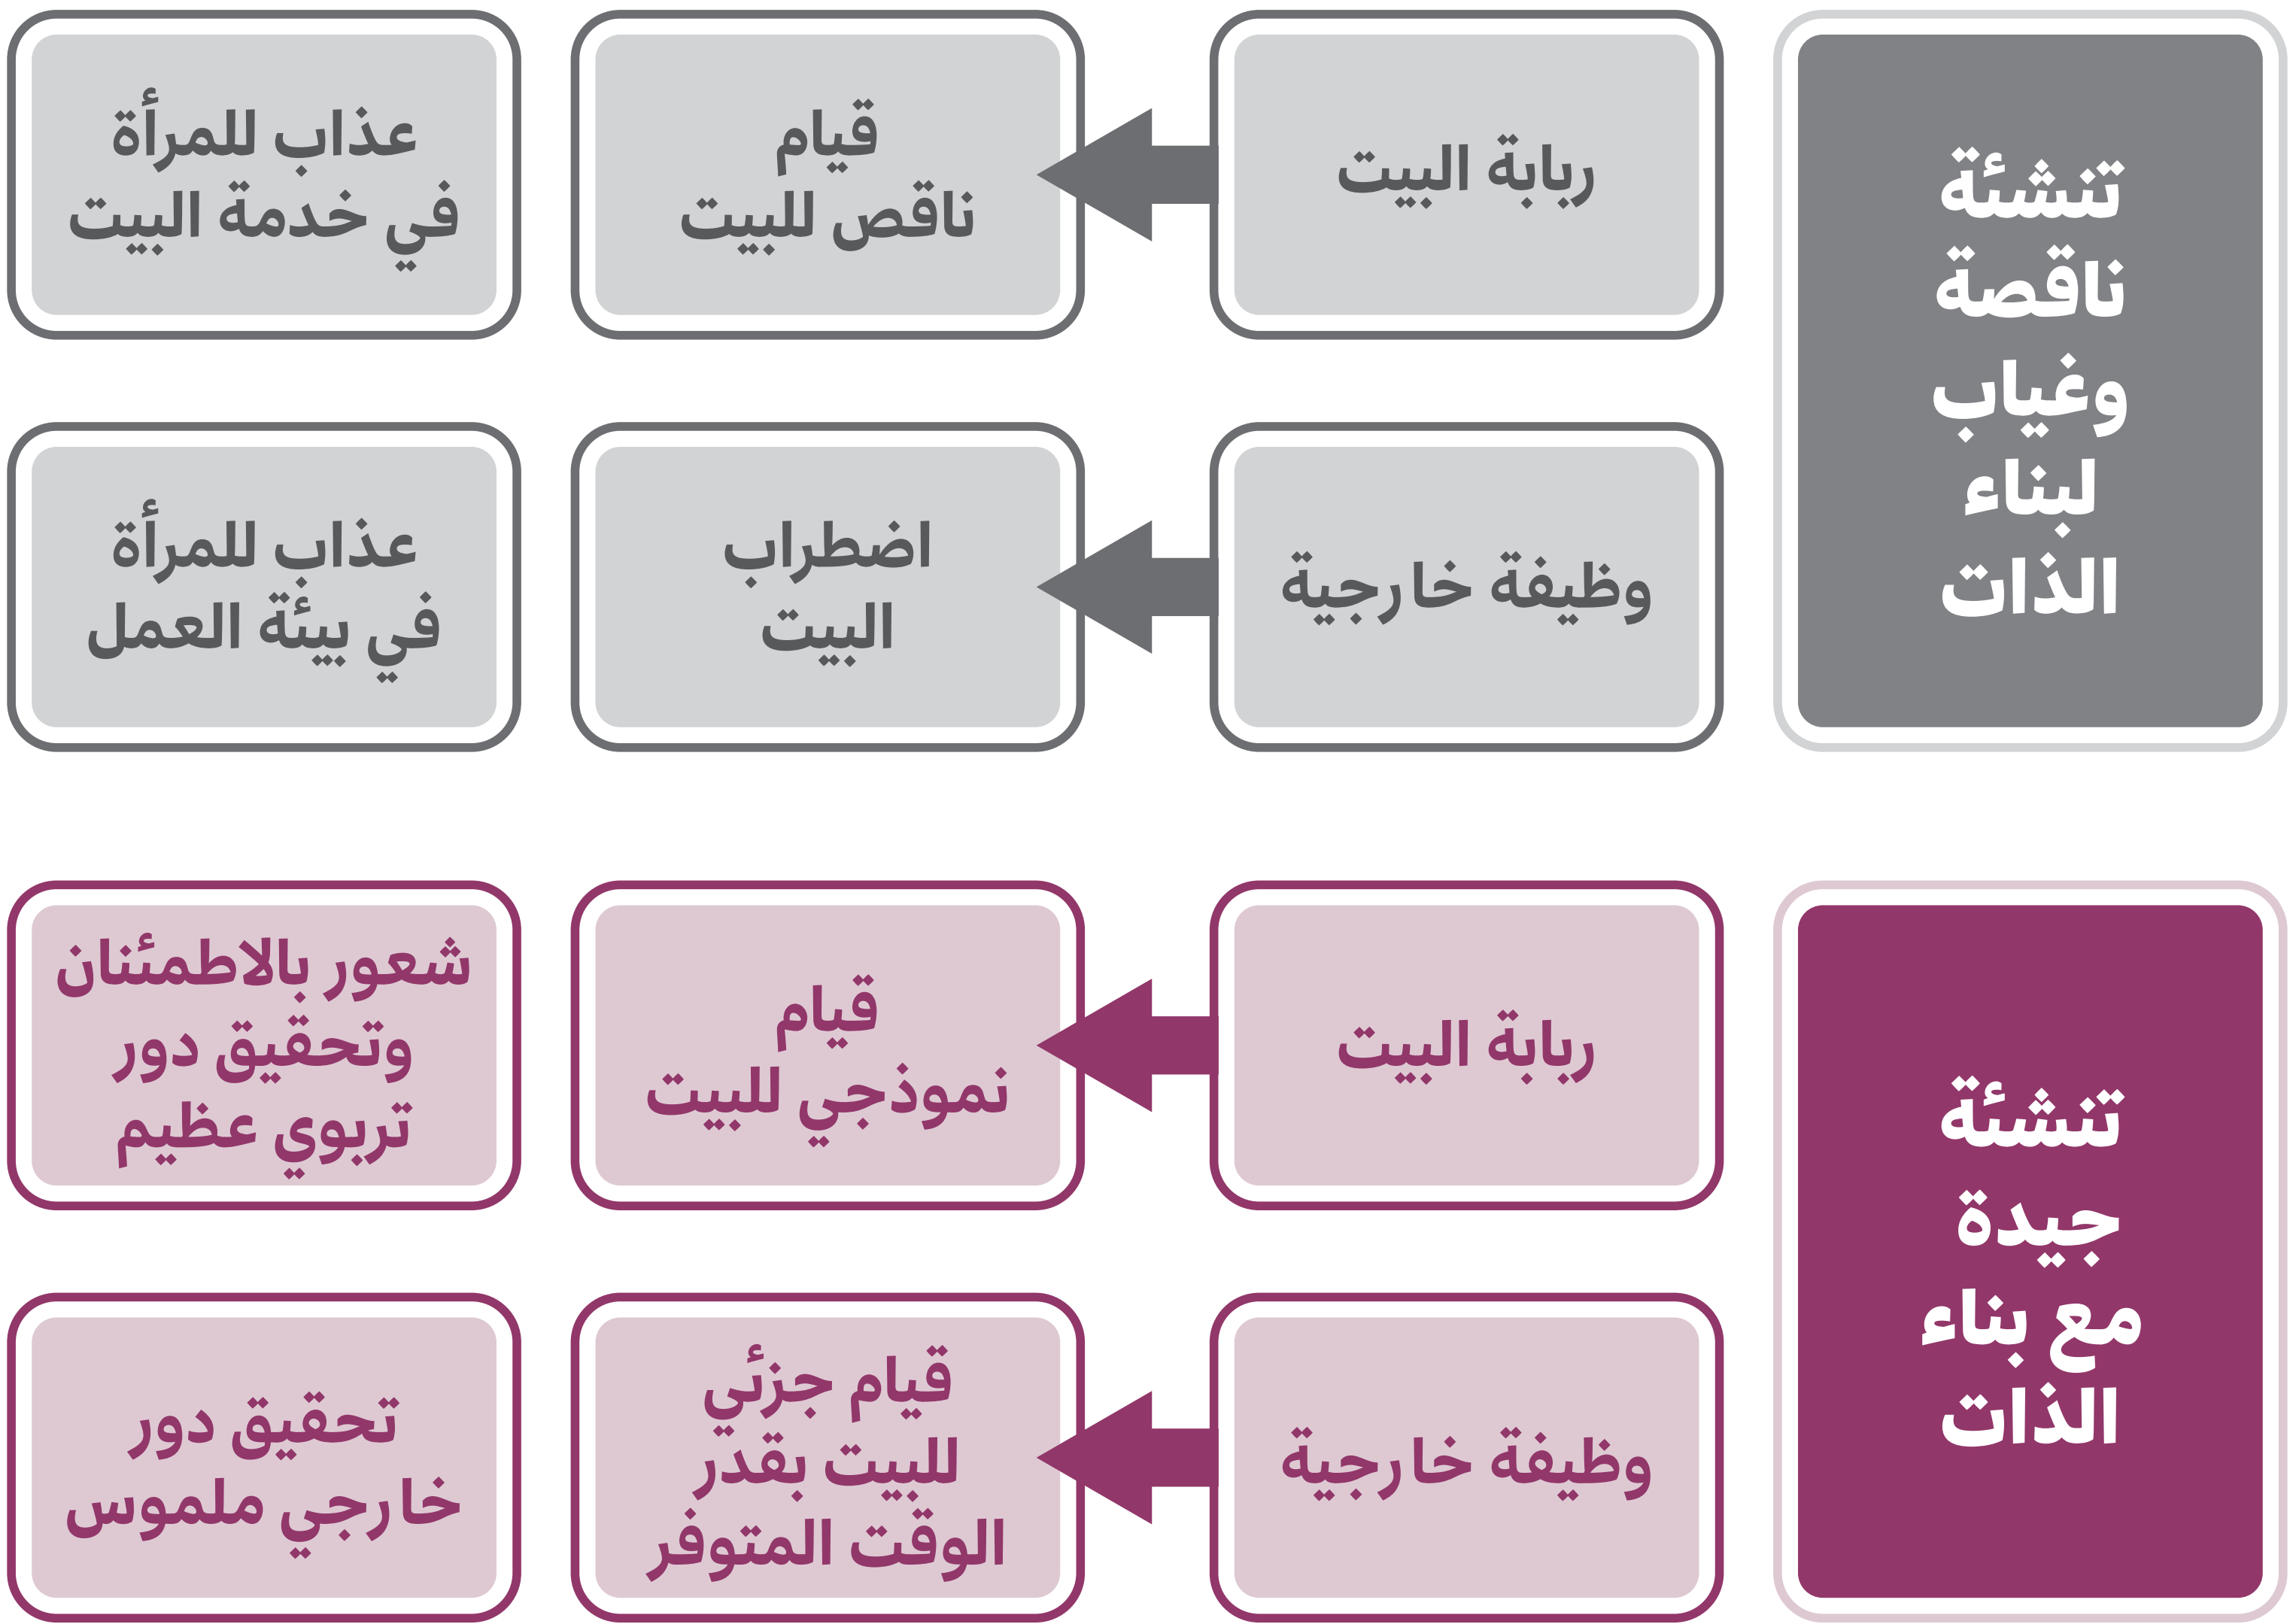 تنشئة
ناقصة
وغياب
لبناء
الذات
ربة البيت
قيام
ناقص للبيت
عذاب للمرأة
في خدمة البيت
وظيفة خارجية
اضطراب
البيت
عذاب للمرأة
في بيئة العمل
تنشئة
جيدة
مع بناء
الذات
ربة البيت
قيام
نموذجي للبيت
شعور بالاطمئنان
وتحقيق دور
تربوي عظيم
وظيفة خارجية
قيام جزئي
للبيت بقدر
الوقت المتوفر
تحقيق دور
خارجي ملموس